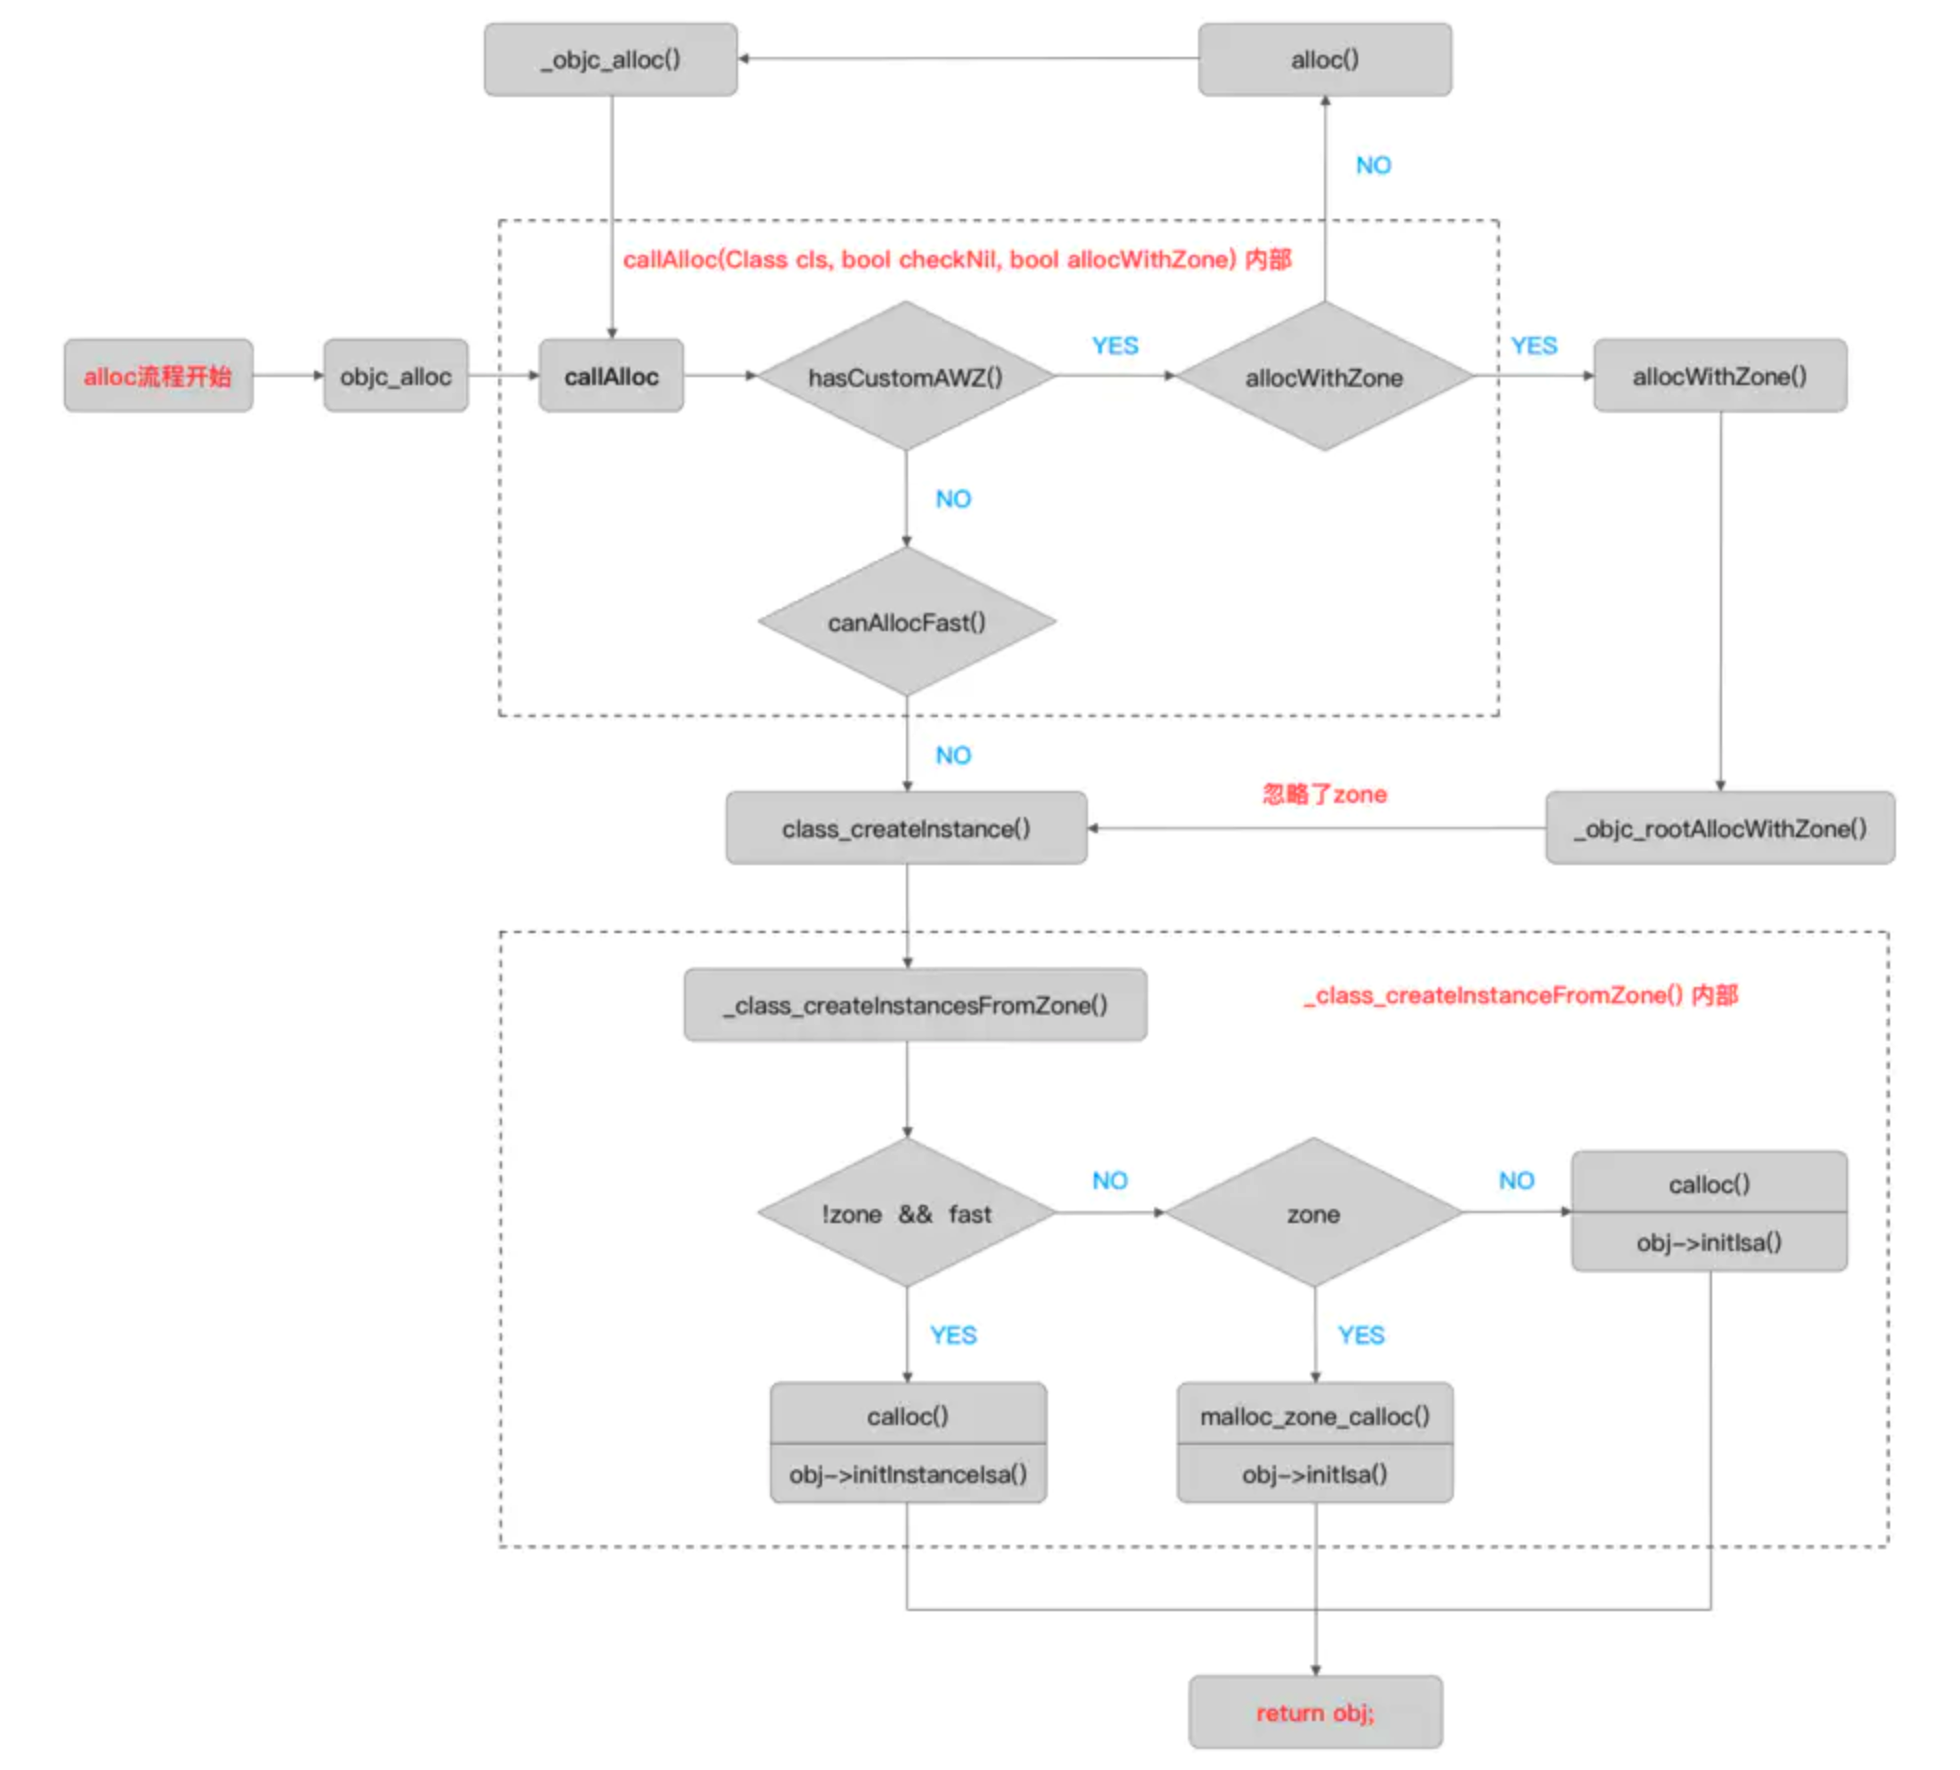 _objc_alloc()
alloc()
NO
callAlloc(Class cls, bool checkNil, bool allocWithZone) 内部
alloc流程开始
objc_alloc
callAlloc
hasCustomAWZ()
YES
allocWithZone
YES
allocWithZone()
NO
canAllocFast()
NO
忽略了zone
class_createInstance()
_objc_rootAllocWithZone()
_class_createInstancesFromZone()
_class_createInstanceFromZone() 内部
!zone && fast
NO
zone
NO
calloc()
obj->initIsa()
YES
YES
calloc()
obj->initInstanceIsa()
malloc_zone_calloc()
obj->initIsa()
return obj;